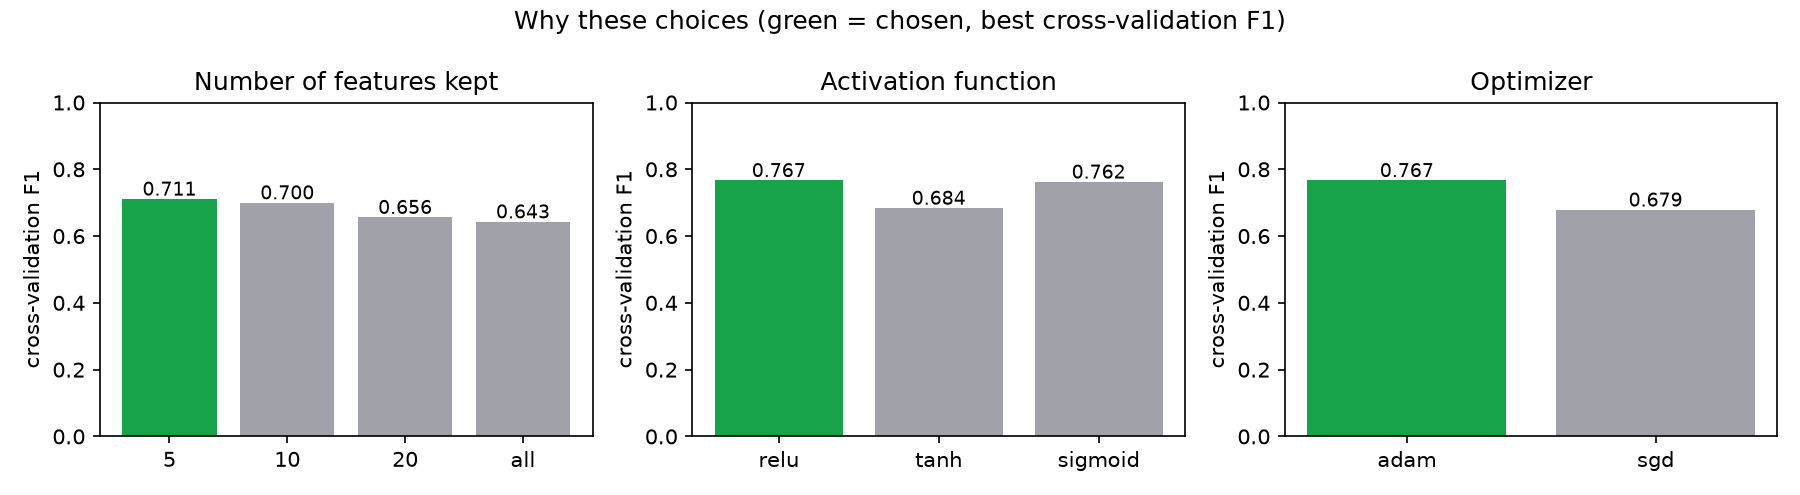 Why these choices (green = chosen, best cross-validation F1)
Number of features kept
cross-validation F1
1.0
0.8
0.6
0.4
0.2
0.0
0.711
0.700
0.656
0.643
5 10 20 all
Activation function
cross-validation F1
1.0
0.8
0.6
0.4
0.2
0.0
0.767
0.684
0.762
relu tanh sigmoid
Optimizer
cross-validation F1
1.0
0.8
0.6
0.4
0.2
0.0
0.767
0.679
adam sgd